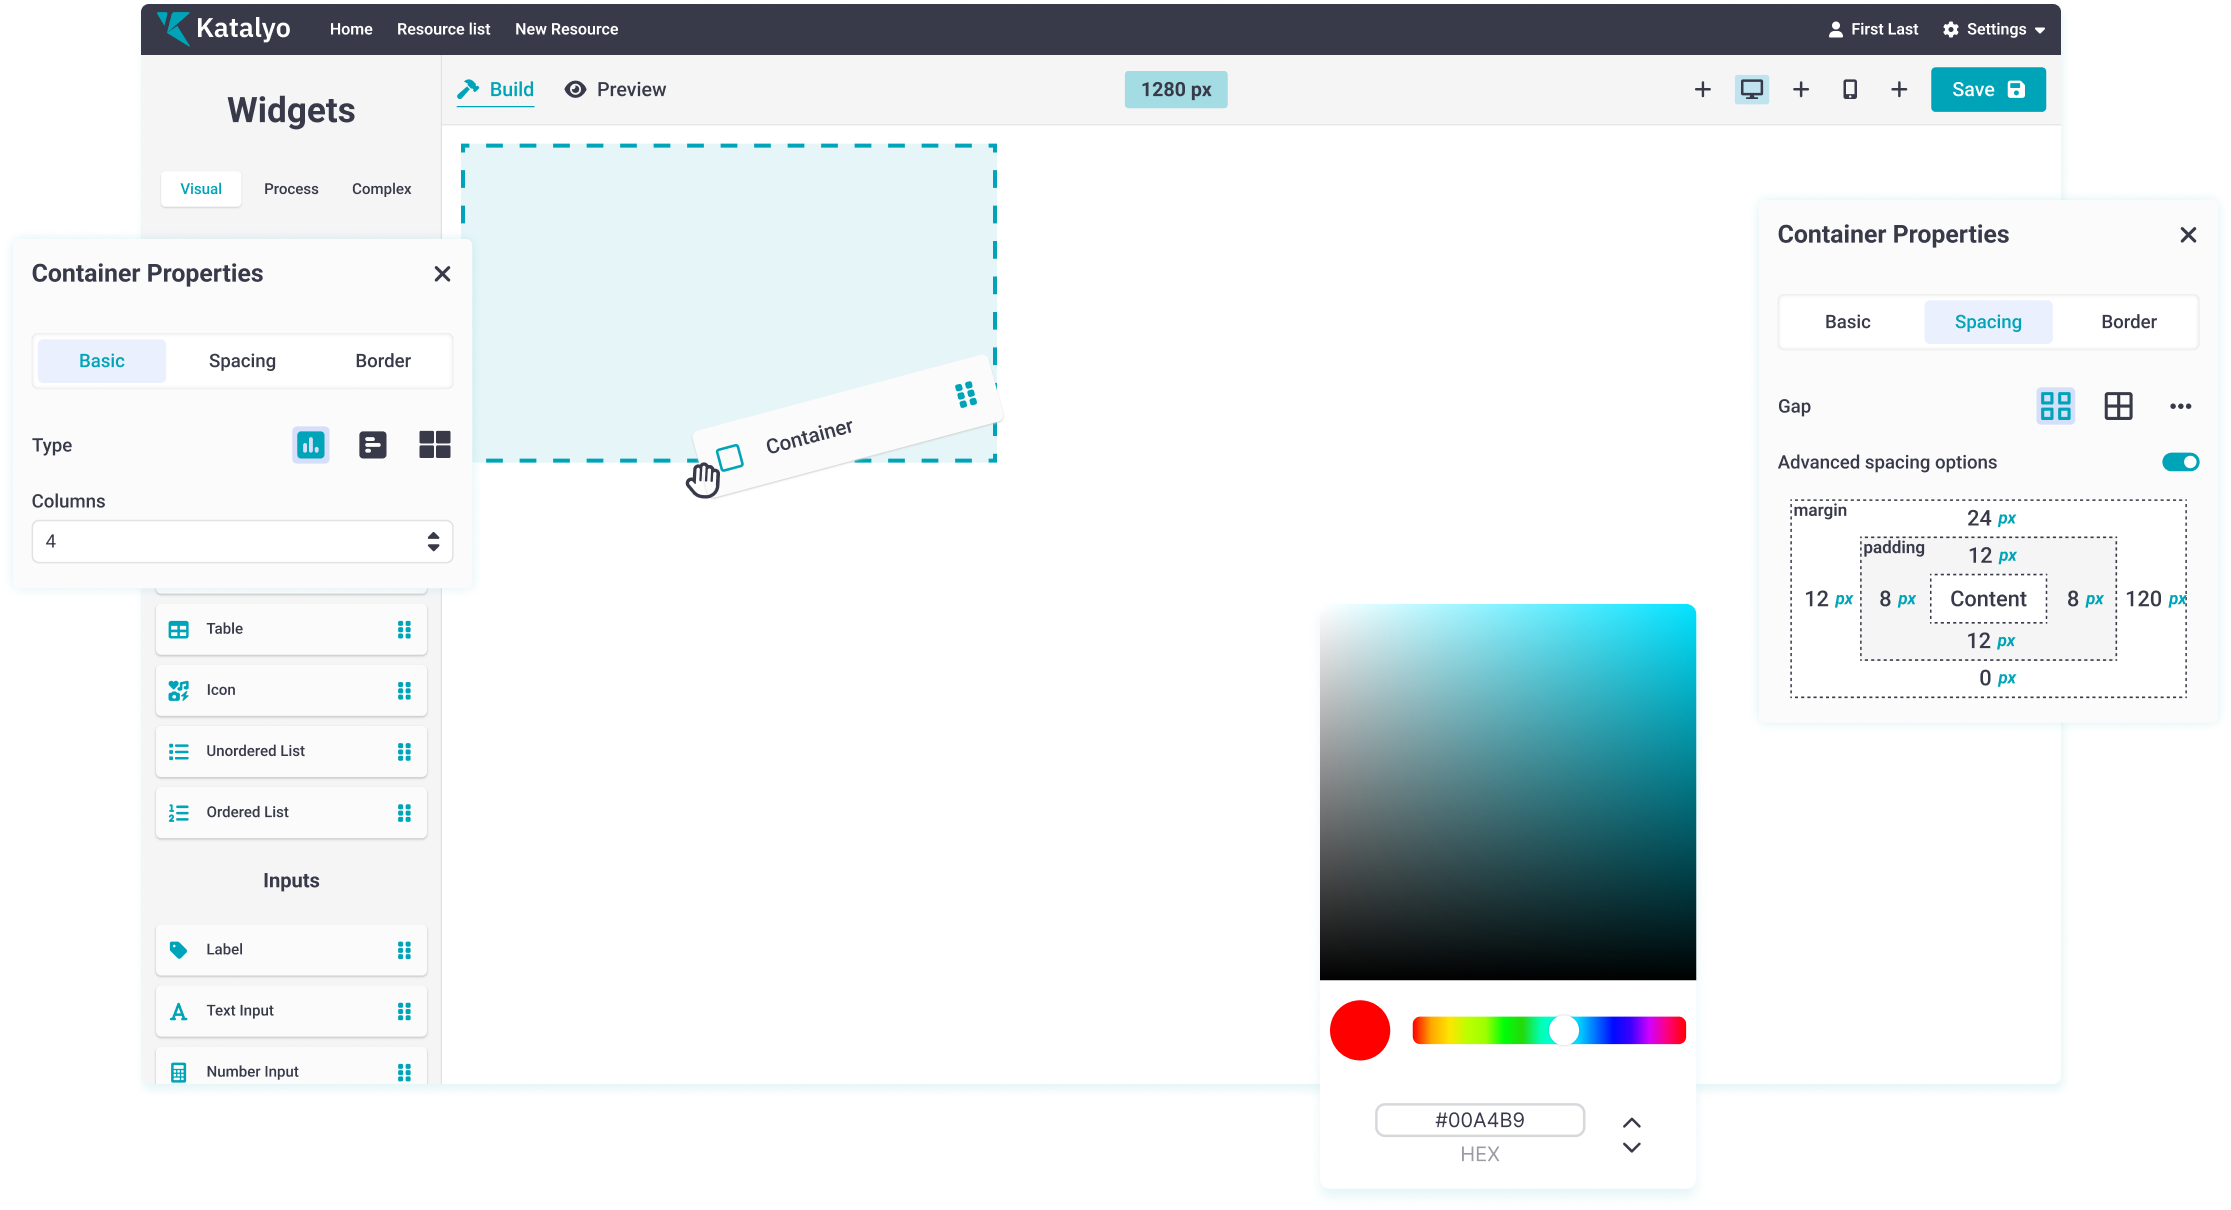 Katalyo
Home Resource list New Resource
First Last Settings
Widgets
Visual Process Complex
Build Preview
1280 px
Save
Container Properties
Basic Spacing Border
Type
Columns
4
Table
Icon
Unordered List
Ordered List
Inputs
Label
Text Input
Number Input
Container
Container Properties
Basic Spacing Border
Gap
Advanced spacing options
margin
24 px
padding
12 px
12 px 8 px Content 8 px 120 px
12 px
0 px
#00A4B9
HEX